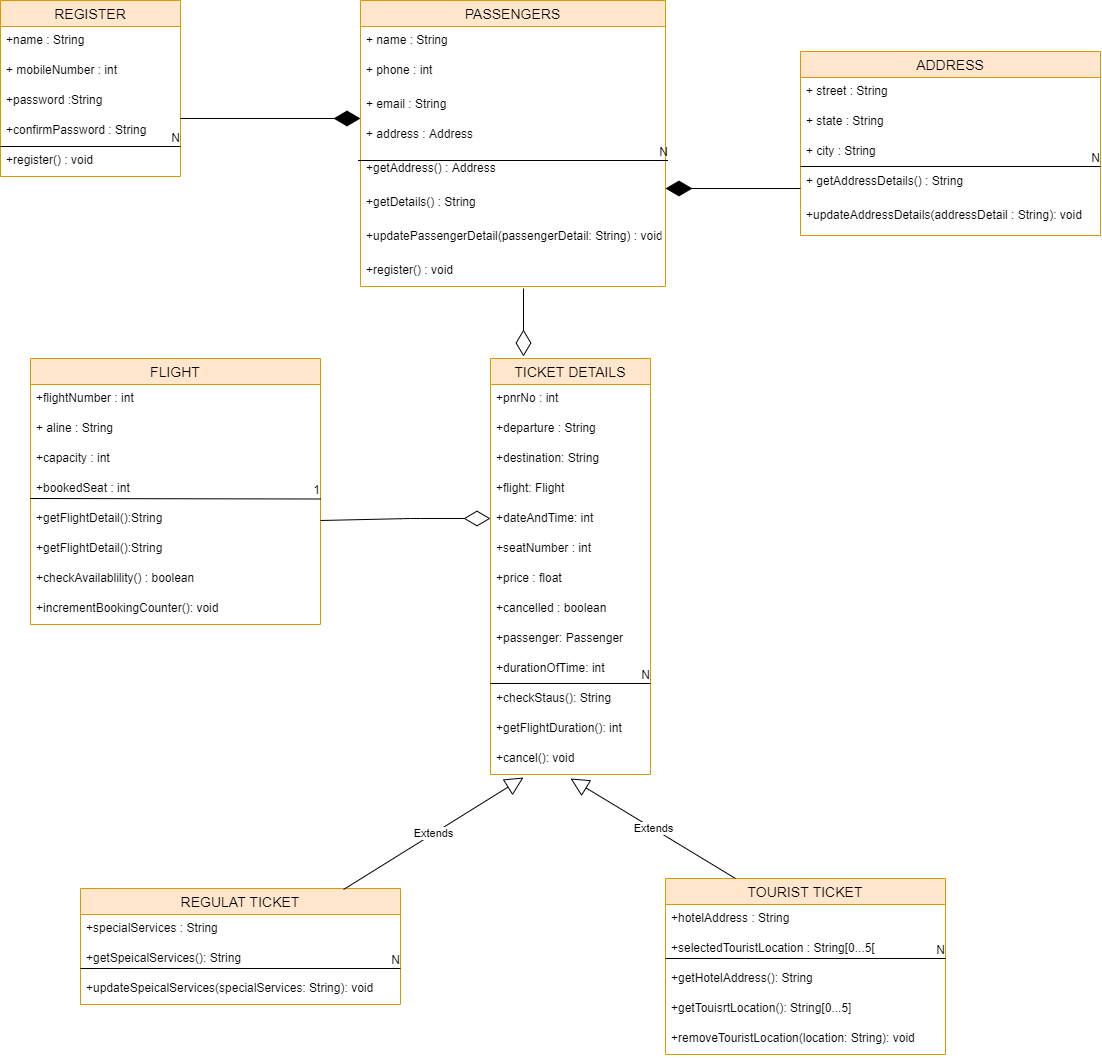 REGISTER
+name : String
+ mobileNumber : int
+password :String
+confirmPassword : String
N
+register() : void
PASSENGERS
+ name : String
+ phone : int
+ email : String
+ address : Address
N
+getAddress() : Address
+getDetails() : String
+updatePassengerDetail(passengerDetail: String) : void
+register() : void
ADDRESS
+ street : String
+ state : String
+ city : String
N
+ getAddressDetails() : String
+updateAddressDetails(addressDetail : String): void
FLIGHT
+flightNumber : int
+ aline : String
+capacity : int
+bookedSeat : int
1
+getFlightDetail():String
+getFlightDetail():String
+checkAvailablility() : boolean
+incrementBookingCounter(): void
TICKET DETAILS
+pnrNo : int
+departure : String
+destination: String
+flight: Flight
+dateAndTime: int
+seatNumber : int
+price : float
+cancelled : boolean
+passenger: Passenger
+durationOfTime: int
N
+checkStaus(): String
+getFlightDuration(): int
+cancel(): void
Extends
Extends
REGULAT TICKET
+specialServices : String
+getSpeicalServices(): String
N
+updateSpeicalServices(specialServices: String): void
TOURIST TICKET
+hotelAddress : String
+selectedTouristLocation : String[0...5[
N
+getHotelAddress(): String
+getTouisrtLocation(): String[0...5]
+removeTouristLocation(location: String): void